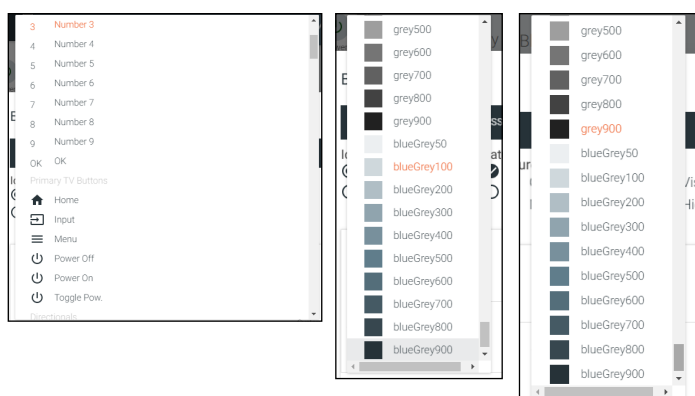 3 Number 3
4 Number 4
5 Number 5
6 Number 6
7 Number 7
8 Number 8
9 Number 9
OK OK
Primary TV Buttons
Home
Input
Menu
Power Off
Power On
Toggle Pow.
Directionals
grey500
grey600
grey700
grey800
grey900
blueGrey50
blueGrey100
blueGrey200
blueGrey300
blueGrey400
blueGrey500
blueGrey600
blueGrey700
blueGrey800
blueGrey900
grey500
grey600
grey700
grey800
grey900
blueGrey50
blueGrey100
blueGrey200
blueGrey300
blueGrey400
blueGrey500
blueGrey600
blueGrey700
blueGrey800
blueGrey900